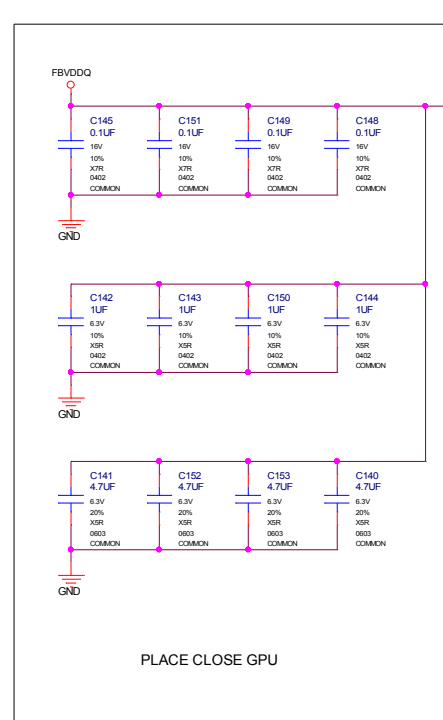 FBVDDQ
C145 C151 C149 C148
0.1UF 0.1UF 0.1UF 0.1UF
16V 16V 16V 16V
10% 10% 10% 10%
X7R X7R X7R X7R
0402 0402 0402 0402
COMMON COMMON COMMON COMMON
GND
C142 C143 C150 C144
1UF 1UF 1UF 1UF
6.3V 6.3V 6.3V 6.3V
10% 10% 10% 10%
X5R X5R X5R X5R
0402 0402 0402 0402
COMMON COMMON COMMON COMMON
GND
C141 C152 C153 C140
4.7UF 4.7UF 4.7UF 4.7UF
6.3V 6.3V 6.3V 6.3V
20% 20% 20% 20%
X5R X5R X5R X5R
0603 0603 0603 0603
COMMON COMMON COMMON COMMON
GND
PLACE CLOSE GPU